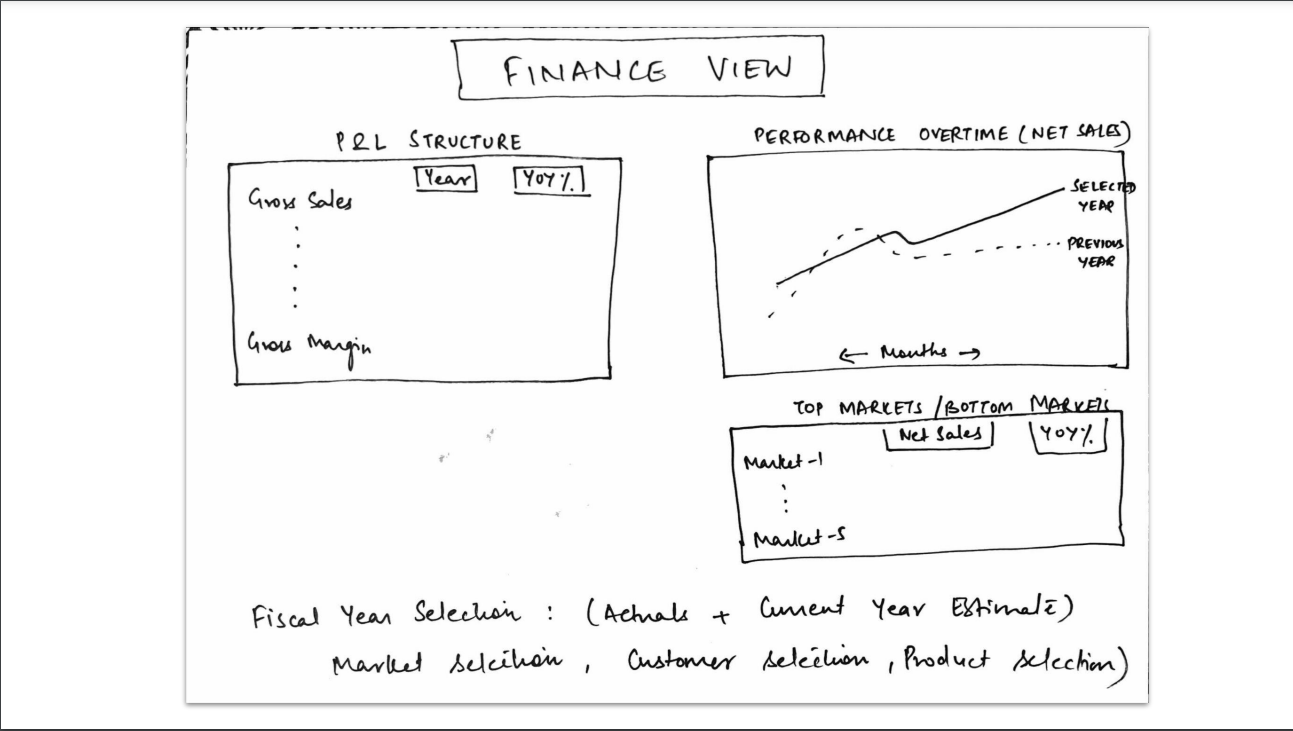 FINANCE VIEW
P&L STRUCTURE
Year YOY%
Gross Sales
Gross Margin
PERFORMANCE OVERTIME (NET SALES)
SELECTED
YEAR
PREVIOUS
YEAR
← Months →
TOP MARKETS / BOTTOM MARKETS
Net Sales YOY%
Market-1
Market-5
Fiscal Year Selection : (Actuals + Current Year Estimate)
Market Selection, Customer Selection, Product Selection)